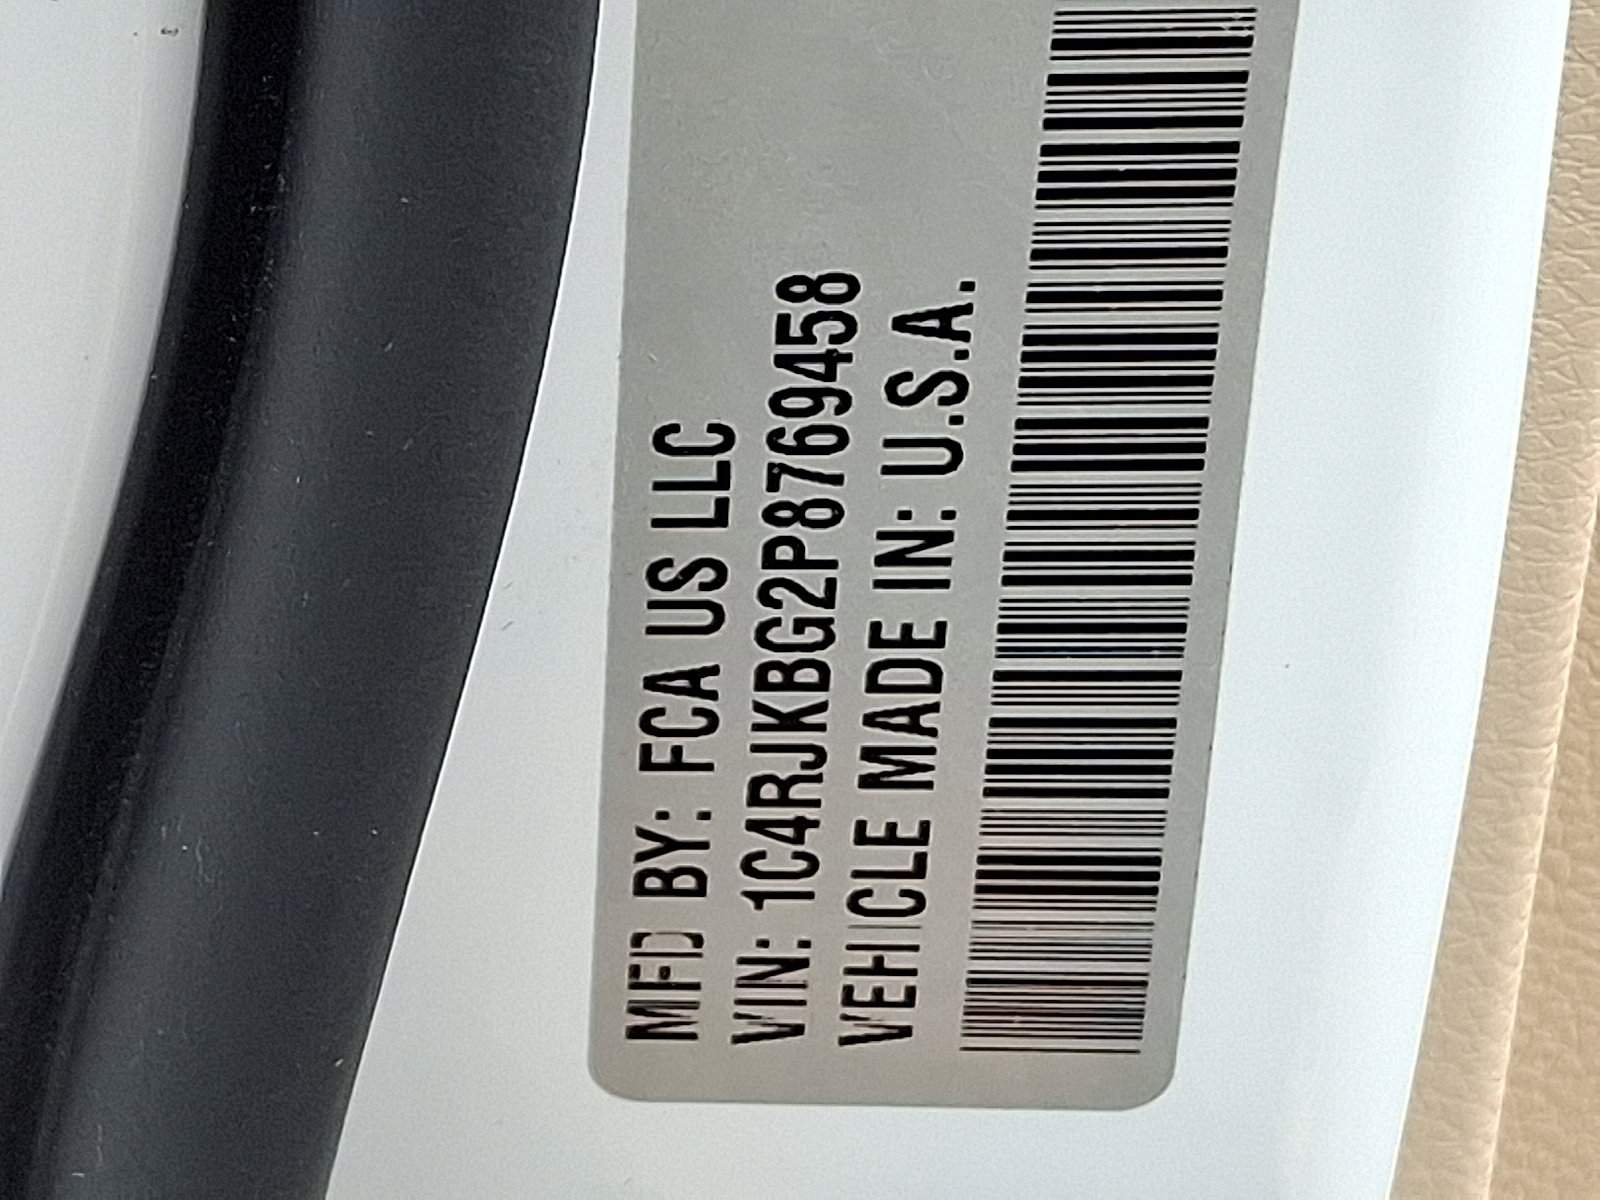 MFD BY: FCA US LLC
VIN: 1C4RJKBG2P8769458
VEHICLE MADE IN: U.S.A.